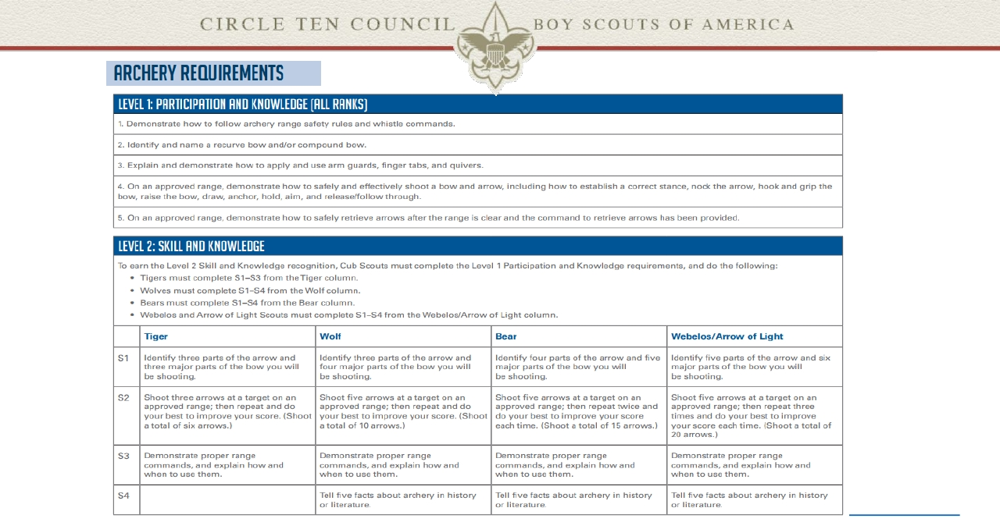 CIRCLE TEN COUNCIL BOY SCOUTS OF AMERICA
ARCHERY REQUIREMENTS
LEVEL 1: PARTICIPATION AND KNOWLEDGE (ALL RANKS)
1. Demonstrate how to follow archery range safety rules and whistle commands.
2. Identify and name a recurve bow and/or compound bow.
3. Explain and demonstrate how to apply and use arm guards, finger tabs, and quivers.
4. On an approved range, demonstrate how to safely and effectively shoot a bow and arrow, including how to establish a correct stance, nock the arrow, hook and grip the
bow, raise the bow, draw, anchor, hold, aim, and release/follow through.
5. On an approved range, demonstrate how to safely retrieve arrows after the range is clear and the command to retrieve arrows has been provided.
LEVEL 2: SKILL AND KNOWLEDGE
To earn the Level 2 Skill and Knowledge recognition, Cub Scouts must complete the Level 1 Participation and Knowledge requirements, and do the following:
• Tigers must complete S1–S3 from the Tiger column.
• Wolves must complete S1–S4 from the Wolf column.
• Bears must complete S1–S4 from the Bear column.
• Webelos and Arrow of Light Scouts must complete S1–S4 from the Webelos/Arrow of Light column.
Tiger
Wolf
Bear
Webelos/Arrow of Light
S1
Identify three parts of the arrow and
three major parts of the bow you will
be shooting.
Identify three parts of the arrow and
four major parts of the bow you will
be shooting.
Identify four parts of the arrow and five
major parts of the bow you will
be shooting.
Identify five parts of the arrow and six
major parts of the bow you will
be shooting.
S2
Shoot three arrows at a target on an
approved range; then repeat and do
your best to improve your score. (Shoot
a total of six arrows.)
Shoot five arrows at a target on an
approved range; then repeat and do
your best to improve your score. (Shoot
a total of 10 arrows.)
Shoot five arrows at a target on an
approved range; then repeat twice and
do your best to improve your score
each time. (Shoot a total of 15 arrows.)
Shoot five arrows at a target on an
approved range; then repeat three
times and do your best to improve
your score each time. (Shoot a total of
20 arrows.)
S3
Demonstrate proper range
commands, and explain how and
when to use them.
Demonstrate proper range
commands, and explain how and
when to use them.
Demonstrate proper range
commands, and explain how and
when to use them.
Demonstrate proper range
commands, and explain how and
when to use them.
S4
Tell five facts about archery in history
or literature.
Tell five facts about archery in history
or literature.
Tell five facts about archery in history
or literature.